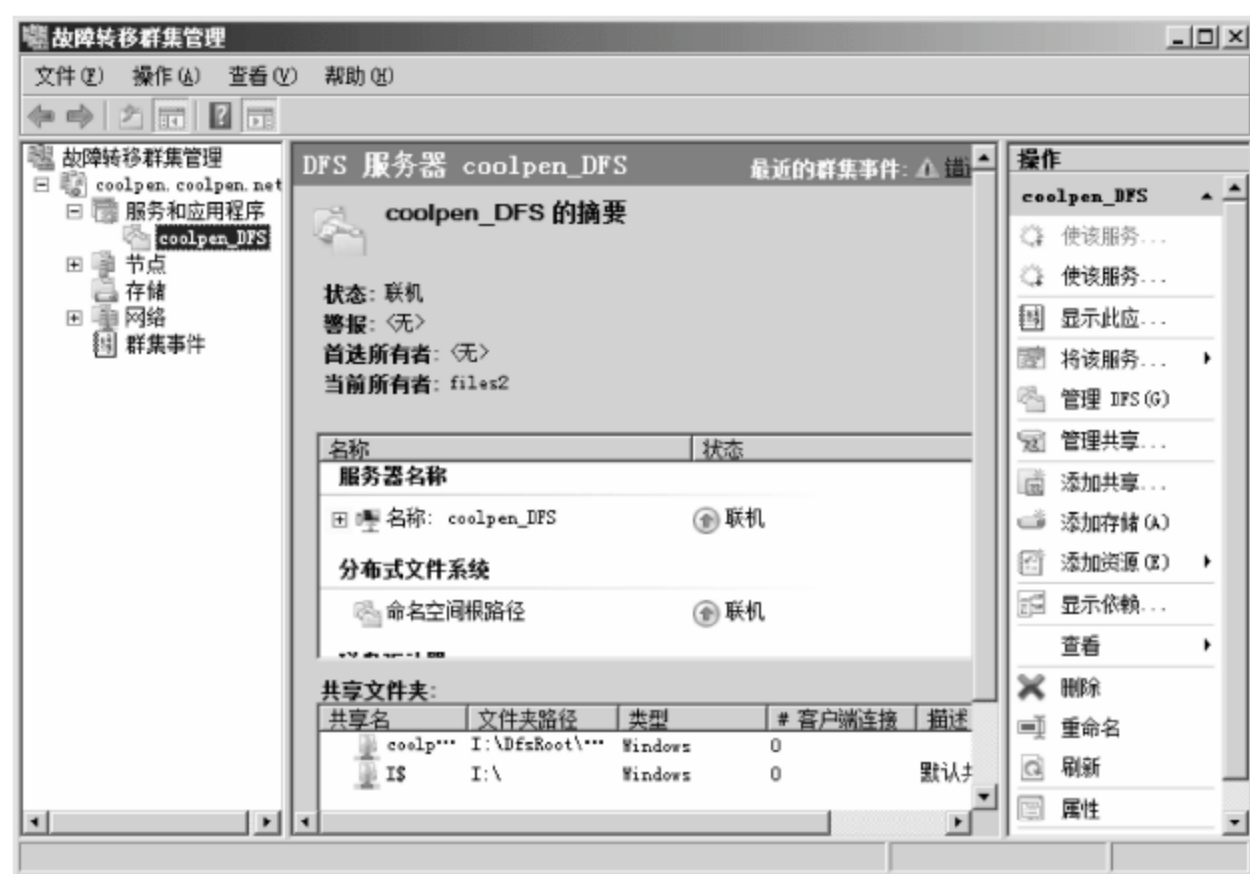 故障转移群集管理
文件(F) 操作(A) 查看(V) 帮助(H)
故障转移群集管理
coolpen.coolpen.net
服务和应用程序
coolpen_DFS
节点
存储
网络
群集事件
DFS 服务器 coolpen_DFS 最近的群集事件:
coolpen_DFS 的摘要
状态: 联机
警报: <无>
首选所有者: <无>
当前所有者: files2
名称 状态
服务器名称
名称: coolpen_DFS 联机
分布式文件系统
命名空间根路径 联机
共享文件夹:
共享名 文件夹路径 类型 # 客户端连接 描述
coolp… I:\DfsRoot\… Windows 0
I$ I:\ Windows 0 默认共
操作
coolpen_DFS
使该服务...
使该服务...
显示此应...
将该服务...
管理 DFS(G)
管理共享...
添加共享...
添加存储(A)
添加资源(E)
显示依赖...
查看
删除
重命名
刷新
属性